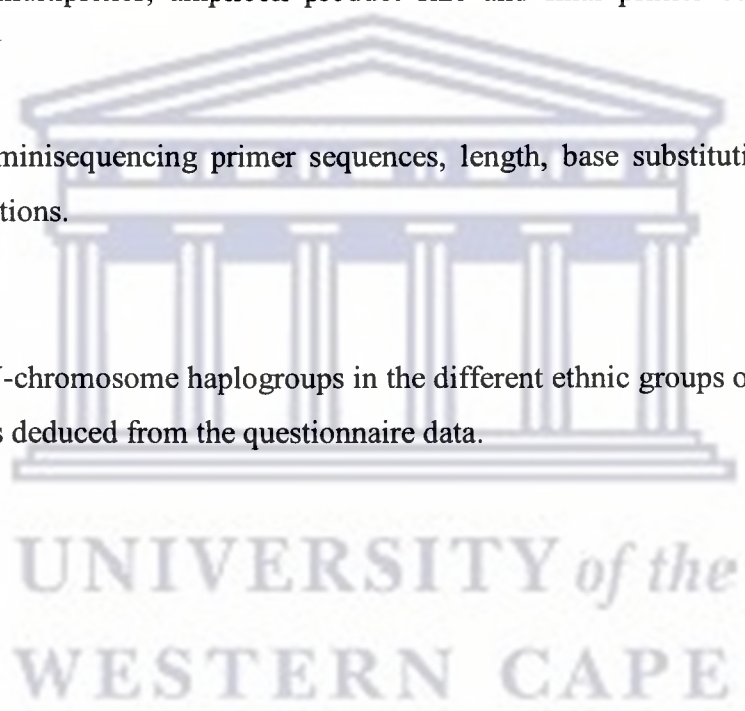 minisequencing primer sequences, length, base
tions.
-chromosome haplogroups in the different ethnic groups
deduced from the questionnaire data.
UNIVERSITY of the
WESTERN CAPE